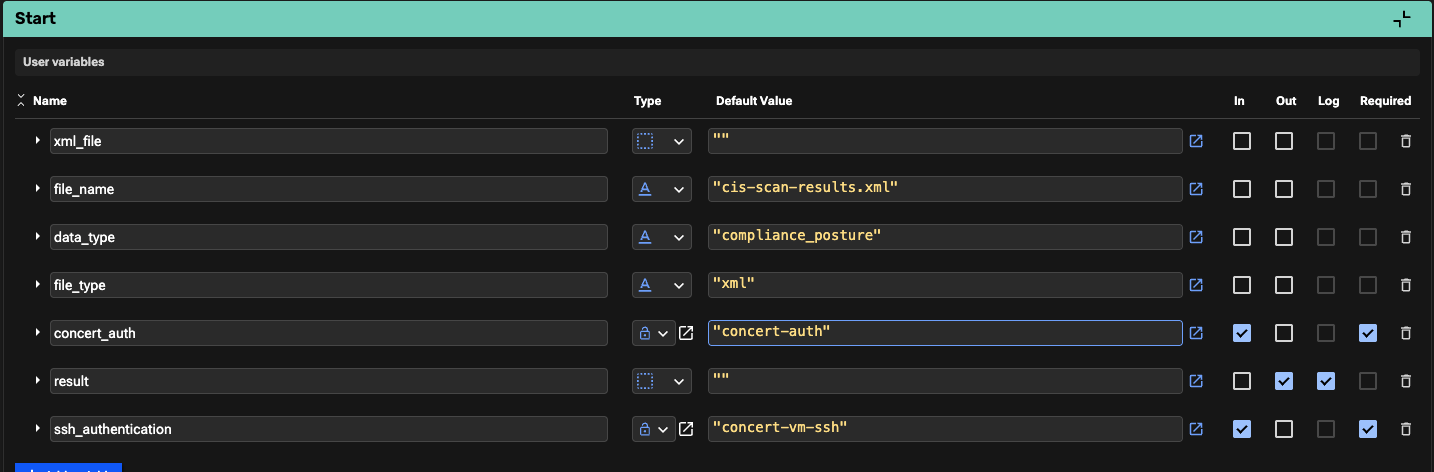 Start
User variables
Name Type Default Value In Out Log Required
xml_file ""
file_name A "cis-scan-results.xml"
data_type A "compliance_posture"
file_type A "xml"
concert_auth "concert-auth"
result ""
ssh_authentication "concert-vm-ssh"